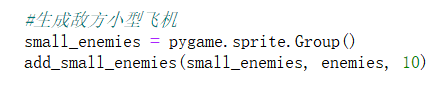 #生成敌方小型飞机
small_enemies = pygame.sprite.Group()
add_small_enemies(small_enemies, enemies, 10)